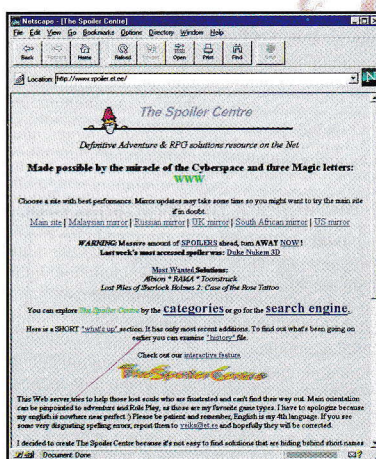 Netscape - [The Spoiler Centre]
File Edit View Go Bookmarks Options Directory Window Help
Back Forward Home Reload Images Open Print Find Stop
Location: http://www.spoiler.et.ee/
The Spoiler Centre
Definitive Adventure & RPG solutions resource on the Net
Made possible by the miracle of the Cyberspace and three Magic letters:
WWW
Choose a site with best performance. Mirrors updates may take some time so you might want to try the main site
if in doubt.
Main site | Malaysian mirror | Russian mirror | UK mirror | South African mirror | US mirror
WARNING: Massive amount of SPOILERS ahead, turn AWAY NOW!
Last week's most accessed spoiler was: Duke Nukem 3D
Most Wanted Solutions:
Albion * RAMA * Toonstruck
Lost Files of Sherlock Holmes 2: Case of the Rose Tattoo
You can explore The Spoiler Centre by the categories or go for the search engine.
Here is a SHORT "what's up" section. It has only most recent additions. To find out what's been going on
earlier you can examine "history" file.
Check out our interactive feature
The Spoiler Centre
This Web server tries to help those lost souls who are frustrated and can't find their way out. Main orientation
can be pinpointed to adventure and Role Play, as those are my favorite game types. I have to apologize because
my english is nowhere near perfect :) Please be patient and remember, English is my 4th language. If you see
some very disgusting spelling errors, report them to veiks@et.ee and hopefully they will be corrected.
I decided to create The Spoiler Centre because it's not easy to find solutions that are hiding behind short names
Document: Done